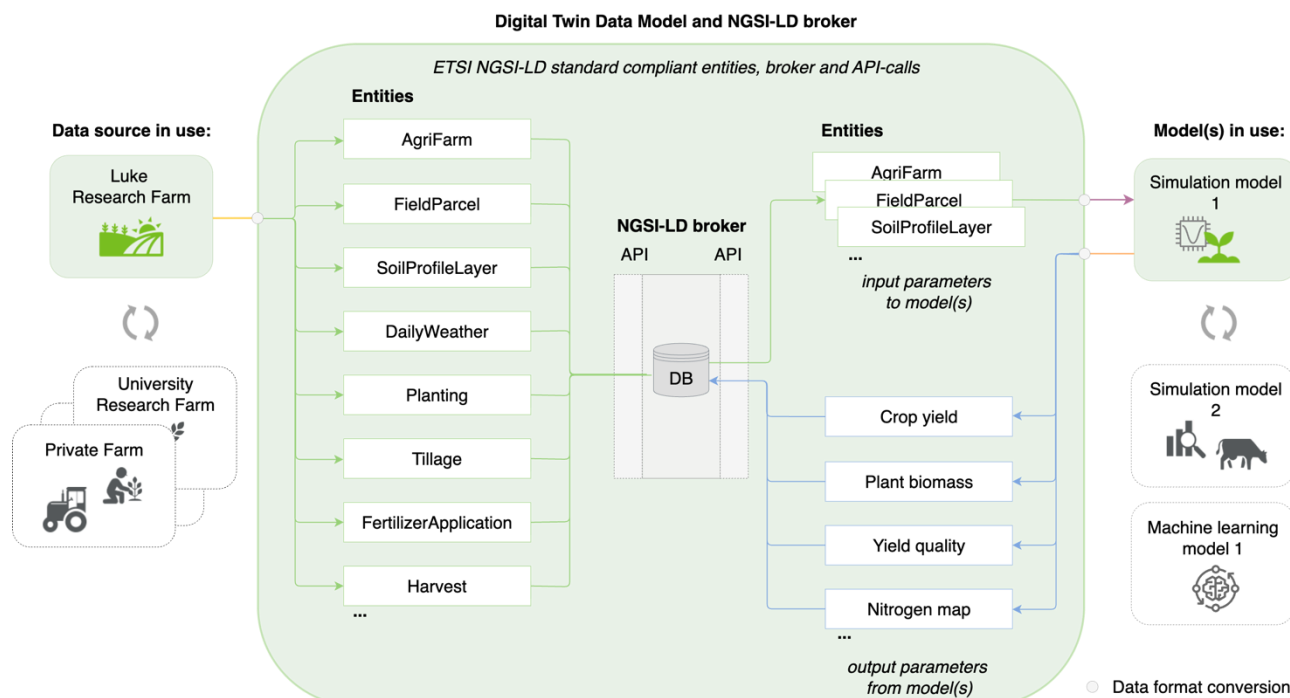 Digital Twin Data Model and NGSI-LD broker
ETSI NGSI-LD standard compliant entities, broker and API-calls
Data source in use:
Luke
Research Farm
University
Research Farm
Private Farm
Entities
AgriFarm
FieldParcel
SoilProfileLayer
DailyWeather
Planting
Tillage
FertilizerApplication
Harvest
...
NGSI-LD broker
API
API
DB
Entities
AgriFarm
FieldParcel
SoilProfileLayer
...
input parameters
to model(s)
Crop yield
Plant biomass
Yield quality
Nitrogen map
...
output parameters
from model(s)
Model(s) in use:
Simulation model
1
Simulation model
2
Machine learning
model 1
Data format conversion